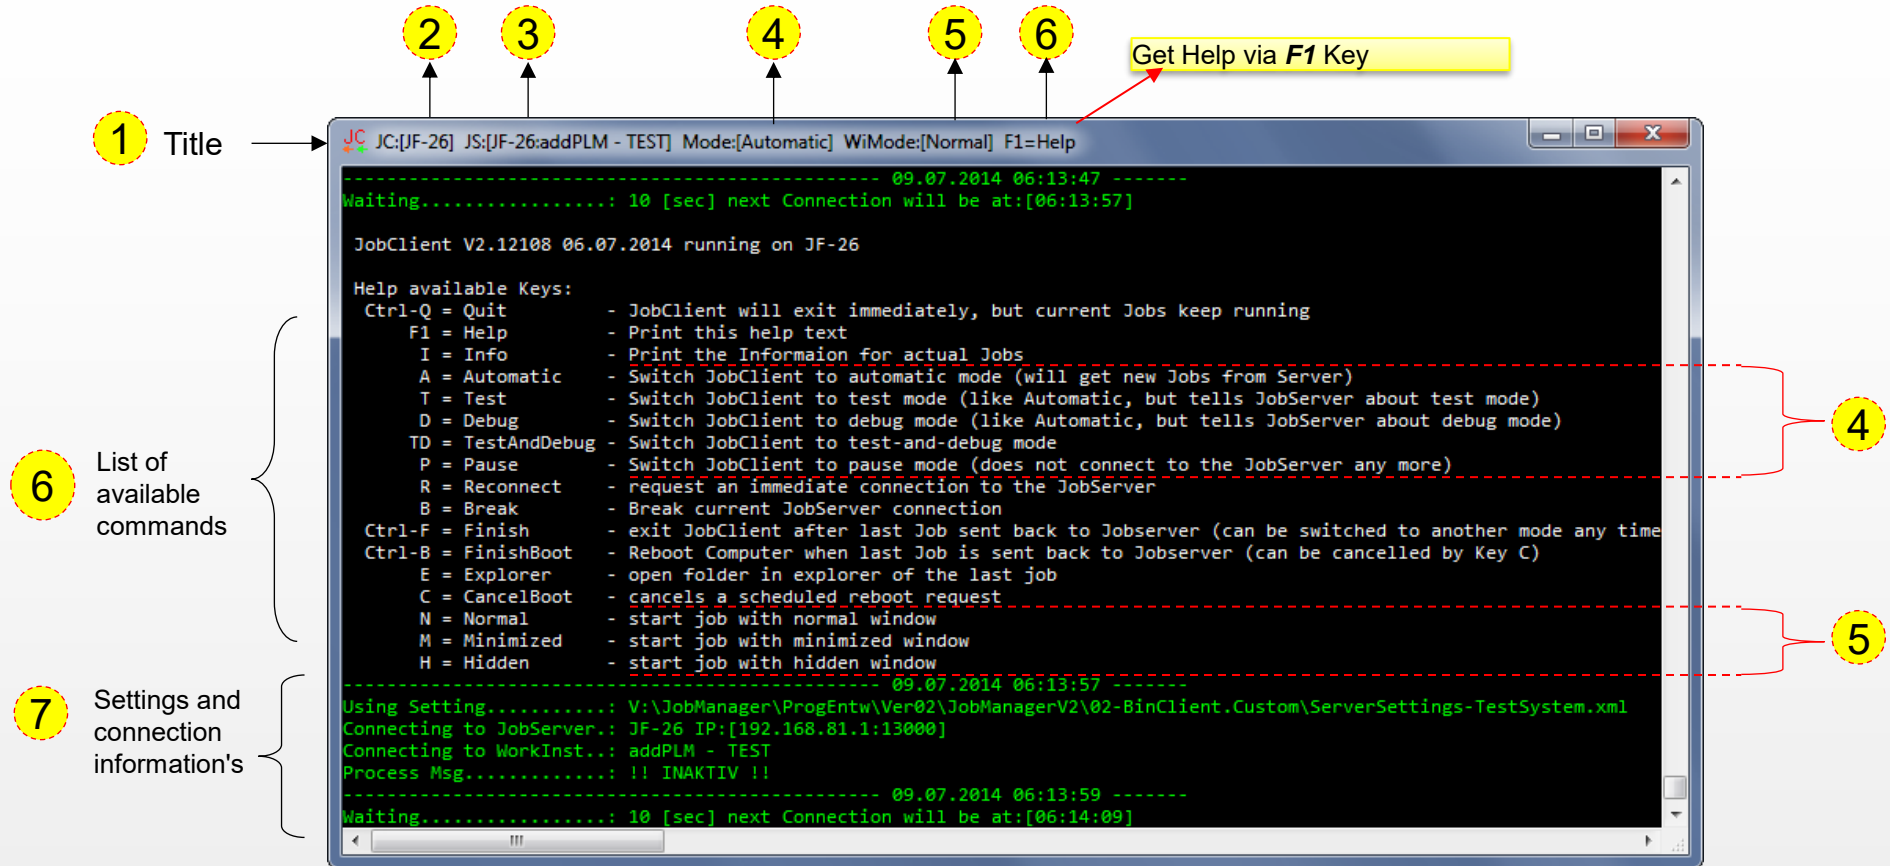 2 3 4 5 6
Get Help via F1 Key
1 Title
JC JC:[JF-26] JS:[JF-26:addPLM - TEST] Mode:[Automatic] WiMode:[Normal] F1=Help
------------------------------------------------- 09.07.2014 06:13:47 -------
Waiting.................: 10 [sec] next Connection will be at:[06:13:57]
JobClient V2.12108 06.07.2014 running on JF-26
Help available Keys:
Ctrl-Q = Quit - JobClient will exit immediately, but current Jobs keep running
F1 = Help - Print this help text
I = Info - Print the Informaion for actual Jobs
A = Automatic - Switch JobClient to automatic mode (will get new Jobs from Server)
T = Test - Switch JobClient to test mode (like Automatic, but tells JobServer about test mode)
D = Debug - Switch JobClient to debug mode (like Automatic, but tells JobServer about debug mode)
TD = TestAndDebug - Switch JobClient to test-and-debug mode
P = Pause - Switch JobClient to pause mode (does not connect to the JobServer any more)
R = Reconnect - request an immediate connection to the JobServer
B = Break - Break current JobServer connection
Ctrl-F = Finish - exit JobClient after last Job sent back to Jobserver (can be switched to another mode any time
Ctrl-B = FinishBoot - Reboot Computer when last Job is sent back to Jobserver (can be cancelled by Key C)
E = Explorer - open folder in explorer of the last job
C = CancelBoot - cancels a scheduled reboot request
N = Normal - start job with normal window
M = Minimized - start job with minimized window
H = Hidden - start job with hidden window
------------------------------------------------- 09.07.2014 06:13:57 -------
Using Setting...........: V:\JobManager\ProgEntw\Ver02\JobManagerV2\02-BinClient.Custom\ServerSettings-TestSystem.xml
Connecting to JobServer.: JF-26 IP:[192.168.81.1:13000]
Connecting to WorkInst..: addPLM - TEST
Process Msg.............: !! INAKTIV !!
------------------------------------------------- 09.07.2014 06:13:59 -------
Waiting.................: 10 [sec] next Connection will be at:[06:14:09]
4
5
6
List of
available
commands
7
Settings and
connection
information's